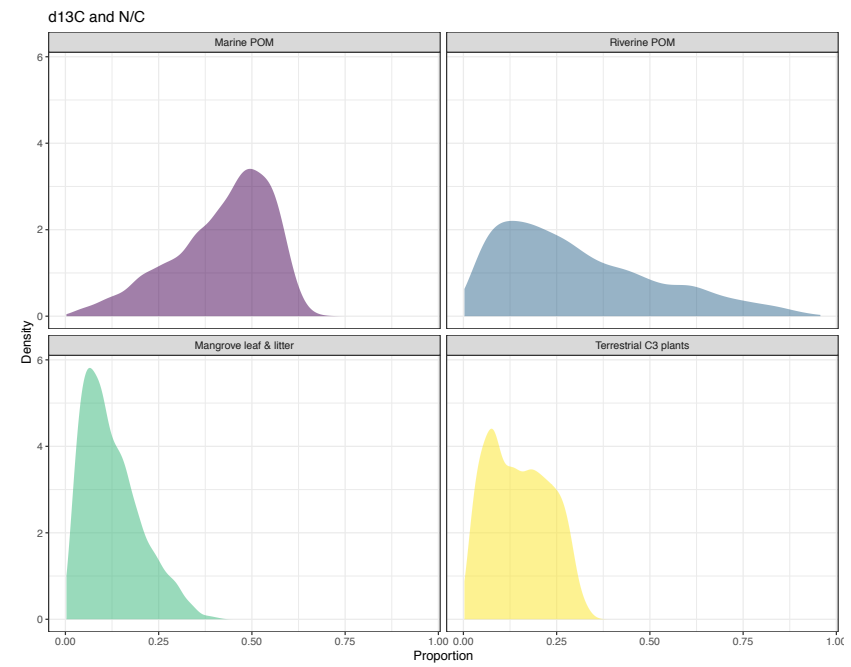 d13C and N/C
Marine POM
Riverine POM
6
4
2
0
Mangrove leaf & litter
Terrestrial C3 plants
6
4
2
0
Density
0.00 0.25 0.50 0.75 1.00 0.00 0.25 0.50 0.75 1.00
Proportion